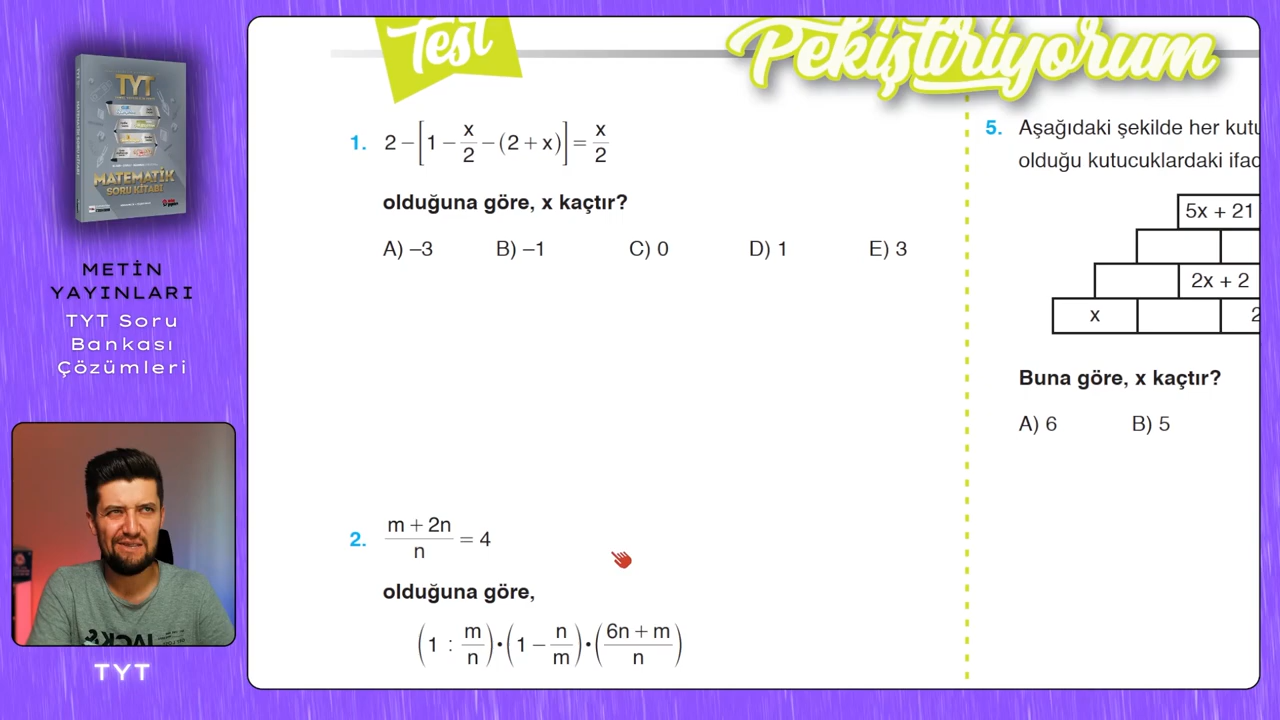 TYT
MATEMATİK
SORU KİTABI
METİN
YAYINLARI
TYT Soru
Bankası
Çözümleri
TYT
Test
Pekiştiriyorum
1. 2 – [1 – x/2 – (2 + x)] = x/2
olduğuna göre, x kaçtır?
A) –3 B) –1 C) 0 D) 1 E) 3
2. (m + 2n)/n = 4
olduğuna göre,
(1 : m/n) • (1 – n/m) • ((6n + m)/n)
5. Aşağıdaki şekilde her kutu
olduğu kutucuklardaki ifad
5x + 21
2x + 2
x 2
Buna göre, x kaçtır?
A) 6 B) 5